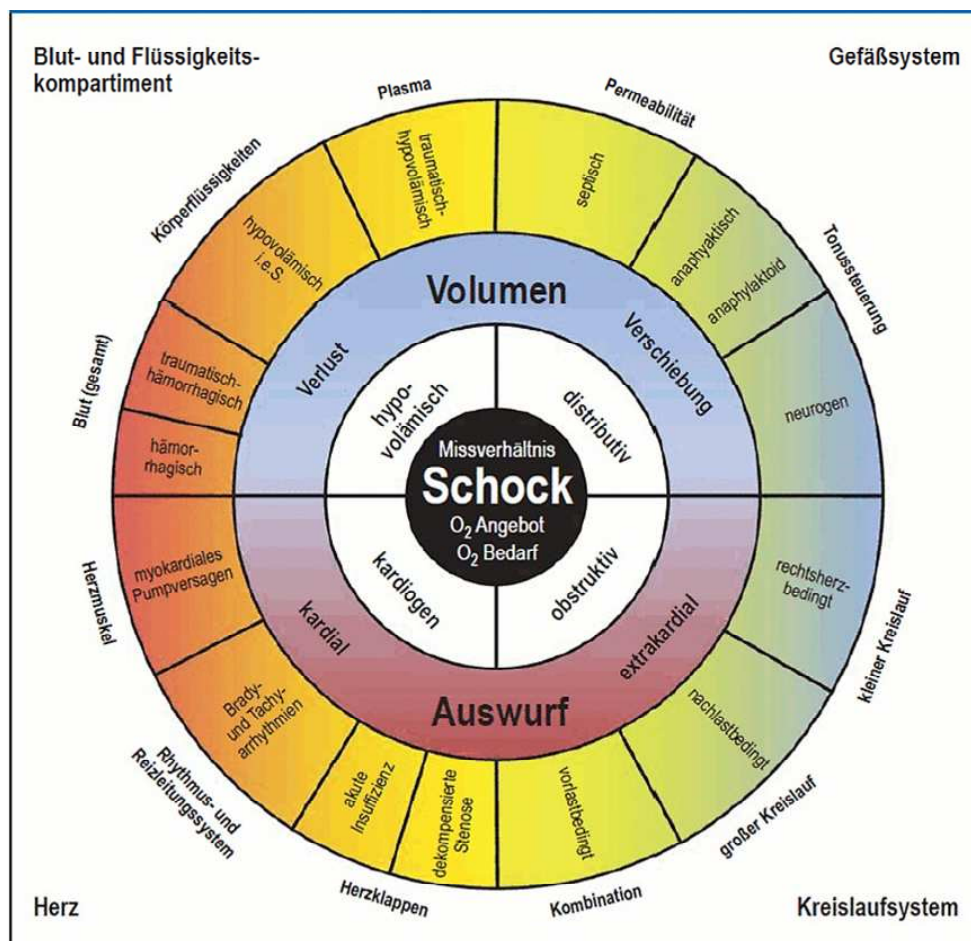 Blut- und Flüssigkeits-
kompartiment
Gefäßsystem
Plasma
Permeabilität
Körperflüssigkeiten
Tonussteuerung
Blut (gesamt)
traumatisch-
hypovolämisch
septisch
hypovolämisch
i.e.S.
anaphyaktisch
anaphylaktoid
traumatisch-
hämorrhagisch
hämor-
rhagisch
neurogen
Volumen
Verlust
Verschiebung
hypo-
volämisch
distributiv
Missverhältnis
Schock
O₂ Angebot
O₂ Bedarf
kardiogen
obstruktiv
kardial
extrakardial
Auswurf
myokardiales
Pumpversagen
rechtsherz-
bedingt
Brady-
und Tachy-
arrhythmien
nachlastbedingt
akute
Insuffizienz
dekompensierte
Stenose
vorlastbedingt
Herzmuskel
kleiner Kreislauf
Rhythmus- und
Reizleitungssystem
großer Kreislauf
Herzklappen
Kombination
Herz
Kreislaufsystem